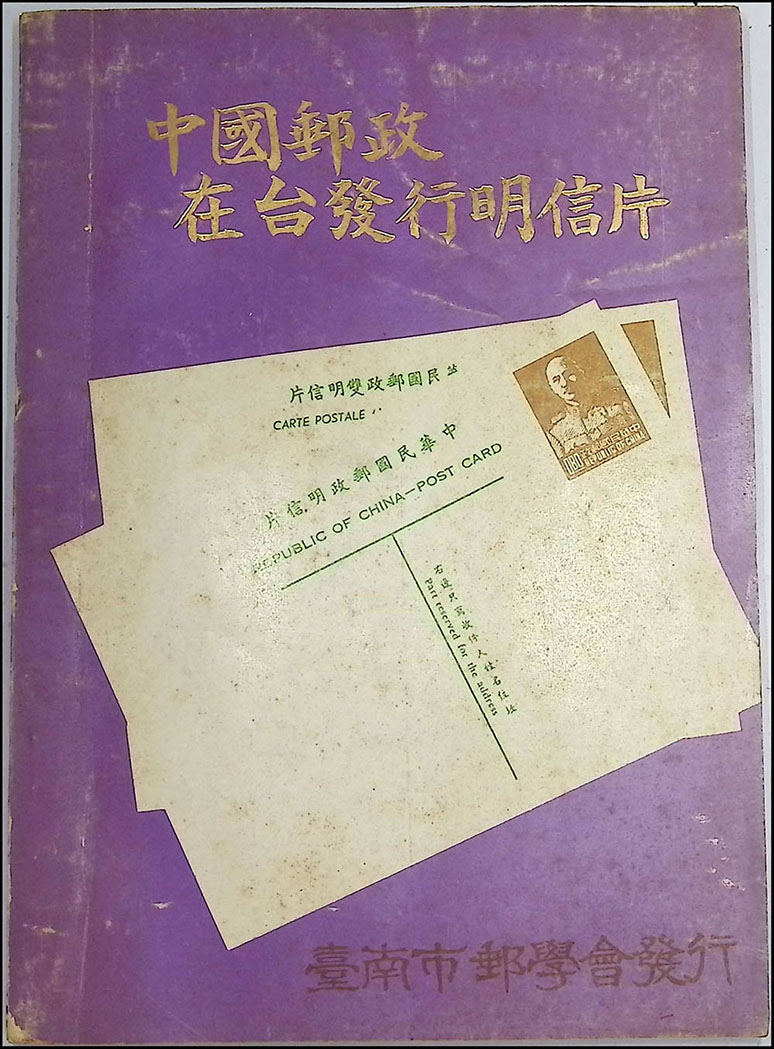 中國郵政
在台發行明信片
片信明雙政郵國民
CARTE POSTALE
片信明政郵國民華中
REPUBLIC OF CHINA—POST CARD
右邊只寫收件人姓名住址
Part reserved for the address
臺南市郵學會發行